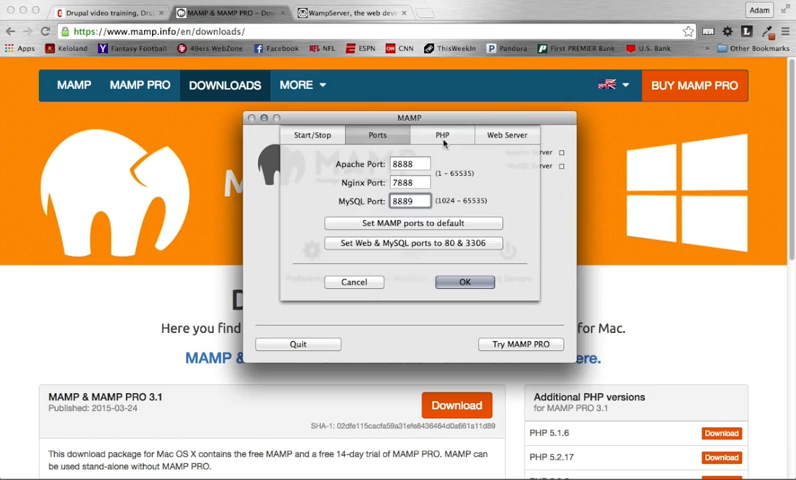 Drupal video training, Dru
MAMP & MAMP PRO – Dow
WampServer, the web dev
Adam
https://www.mamp.info/en/downloads/
Apps
Keloland
Fantasy Football
49ers WebZone
Facebook
NFL
ESPN
CNN
ThisWeekIn
Pandora
First PREMIER Bank
U.S. Bank
Other Bookmarks
MAMP
MAMP PRO
DOWNLOADS
MORE
BUY MAMP PRO
MAMP
Start/Stop
Ports
PHP
Web Server
Apache Port: 8888
(1 – 65535)
Nginx Port: 7888
MySQL Port: 8889 (1024 – 65535)
Set MAMP ports to default
Set Web & MySQL ports to 80 & 3306
Cancel
OK
Quit
Try MAMP PRO
Here you find
for Mac.
MAMP &
ere.
MAMP & MAMP PRO 3.1
Published: 2015-03-24
Download
SHA-1: 02dfe115cacfa59a31efe8436464d0a661a11d89
This download package for Mac OS X contains the free MAMP and a free 14-day trial of MAMP PRO. MAMP can
be used stand-alone without MAMP PRO.
Additional PHP versions
for MAMP PRO 3.1
PHP 5.1.6
Download
PHP 5.2.17
Download